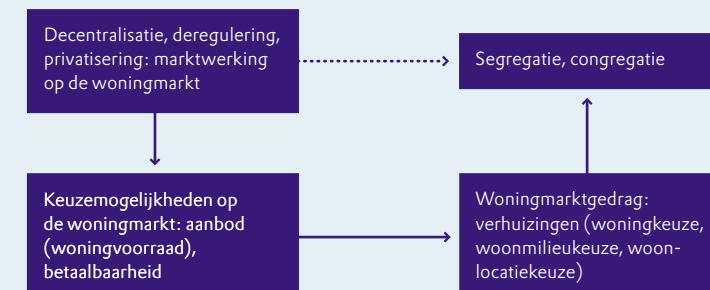 Decentralisatie, deregulering,
privatisering: marktwerking
op de woningmarkt
Segregatie, congregatie
Keuzemogelijkheden op
de woningmarkt: aanbod
(woningvoorraad),
betaalbaarheid
Woningmarktgedrag:
verhuizingen (woningkeuze,
woonmilieukeuze, woon-
locatiekeuze)